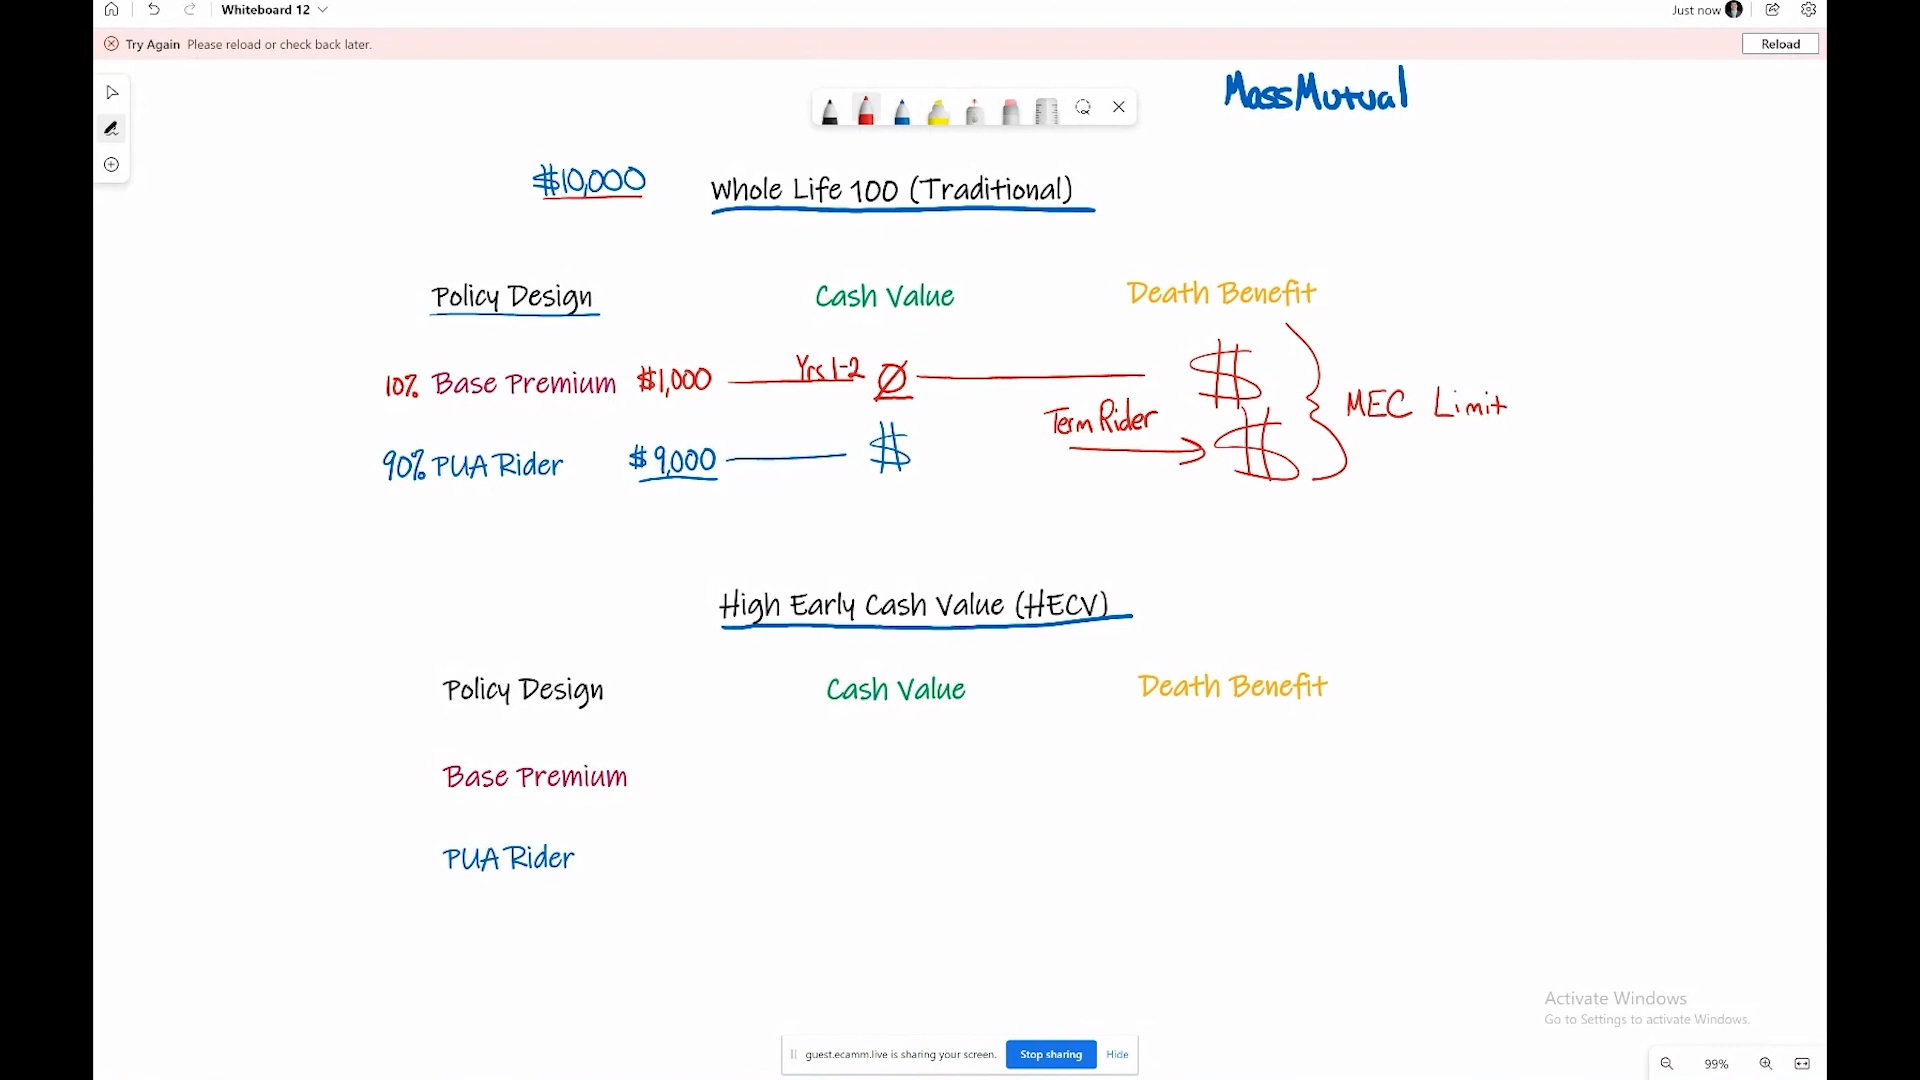 Whiteboard 12
Just now
Try Again Please reload or check back later.
Reload
MassMutual
$10,000
Whole Life 100 (Traditional)
Policy Design Cash Value Death Benefit
10% Base Premium $1,000 Yrs 1-2 Ø $
Term Rider
MEC Limit
90% PUA Rider $9,000 $ $
High Early Cash Value (HECV)
Policy Design Cash Value Death Benefit
Base Premium
PUA Rider
Activate Windows
Go to Settings to activate Windows.
guest.ecamm.live is sharing your screen. Stop sharing Hide
99%